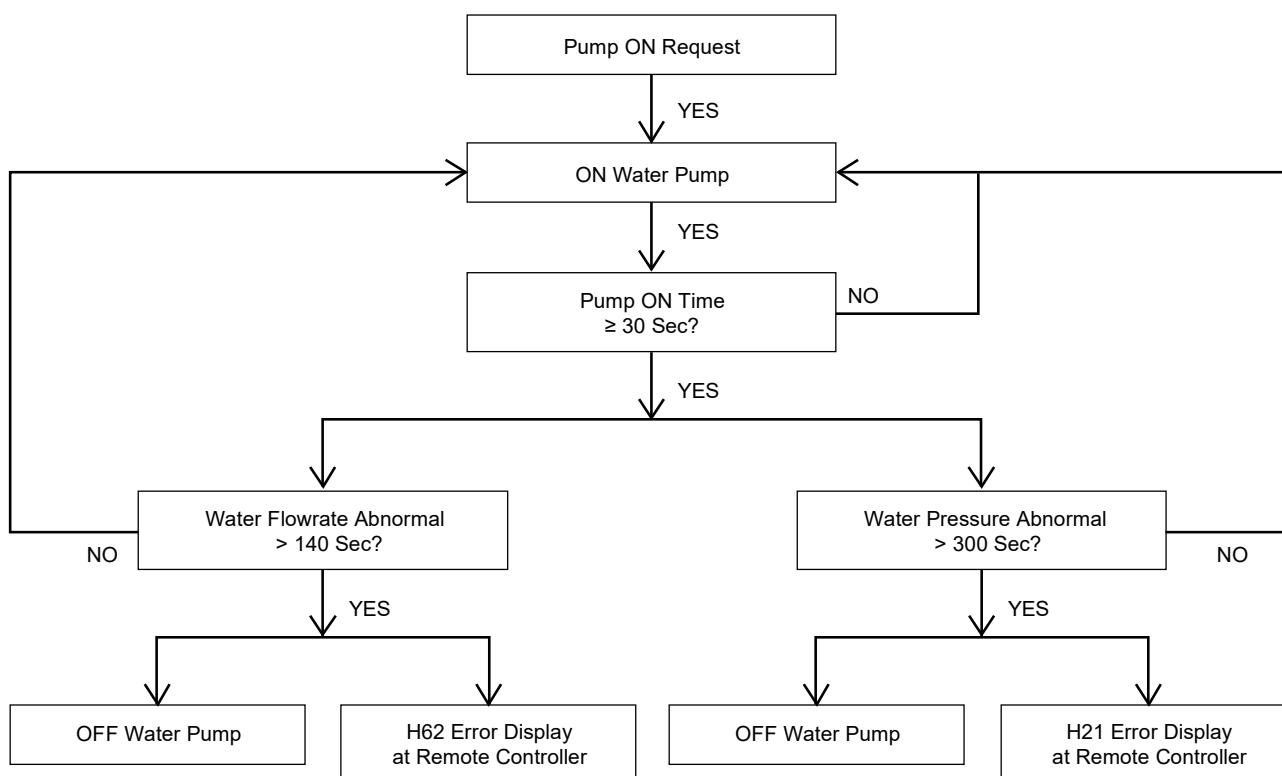 Pump ON Request
YES
ON Water Pump
YES
Pump ON Time
≥ 30 Sec?
NO
YES
Water Flowrate Abnormal
> 140 Sec?
Water Pressure Abnormal
> 300 Sec?
NO
NO
YES
YES
OFF Water Pump
H62 Error Display
at Remote Controller
OFF Water Pump
H21 Error Display
at Remote Controller